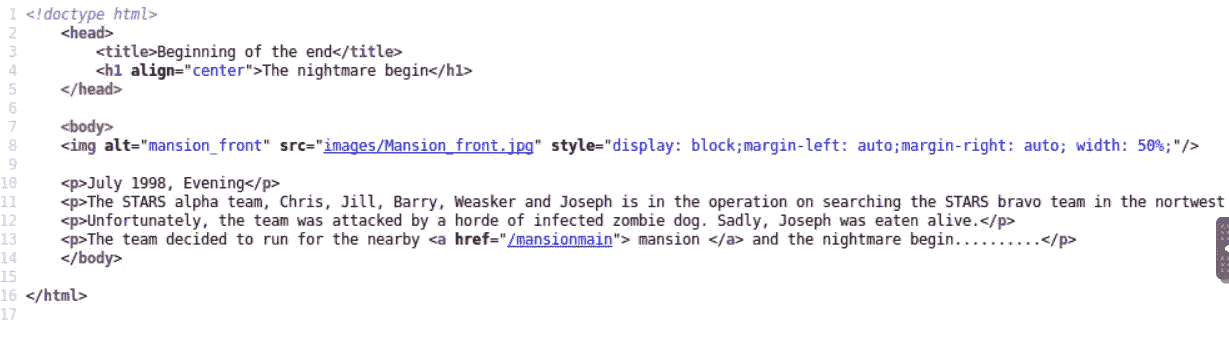 1 <!doctype html>
2 <head>
3 <title>Beginning of the end</title>
4 <h1 align="center">The nightmare begin</h1>
5 </head>
6
7 <body>
8 <img alt="mansion_front" src="images/Mansion_front.jpg" style="display: block;margin-left: auto;margin-right: auto; width: 50%;"/>
9
10 <p>July 1998, Evening</p>
11 <p>The STARS alpha team, Chris, Jill, Barry, Weasker and Joseph is in the operation on searching the STARS bravo team in the nortwest
12 <p>Unfortunately, the team was attacked by a horde of infected zombie dog. Sadly, Joseph was eaten alive.</p>
13 <p>The team decided to run for the nearby <a href="/mansionmain"> mansion </a> and the nightmare begin..........</p>
14 </body>
15
16 </html>
17